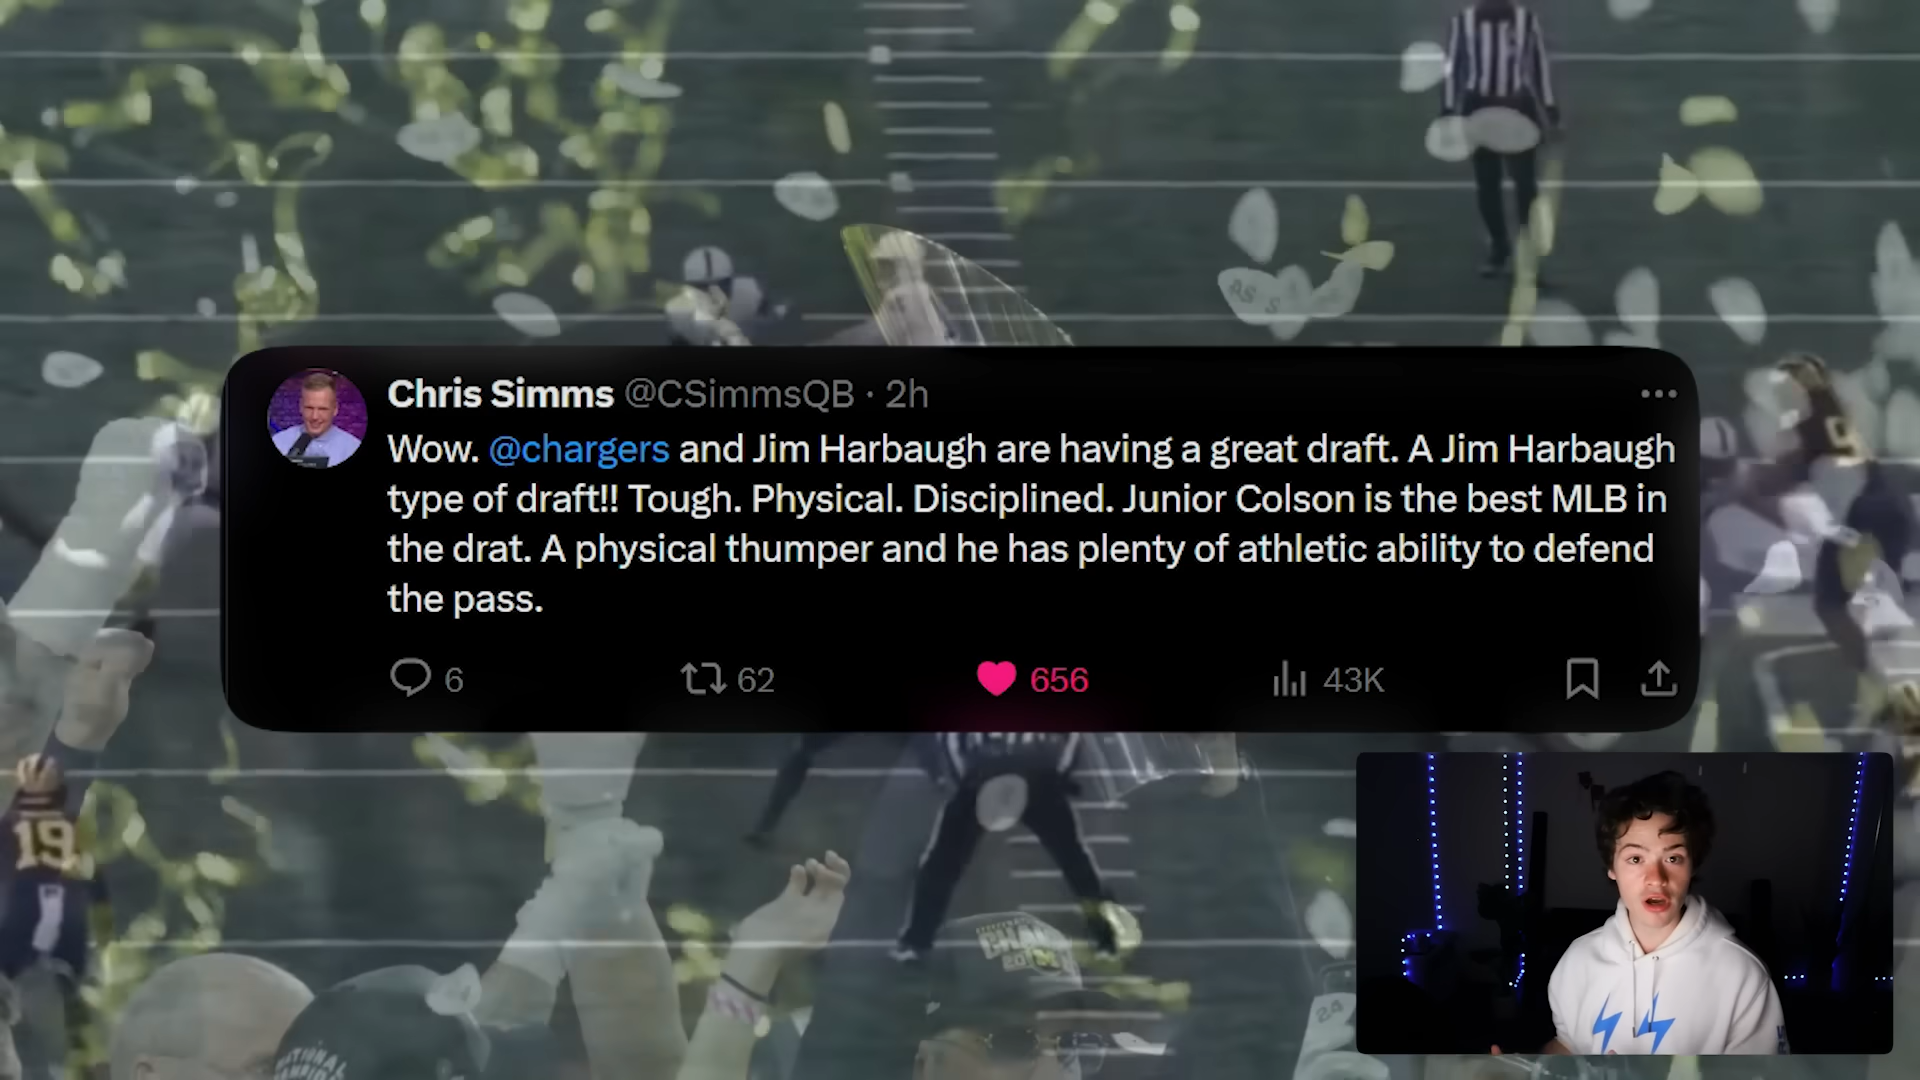 Chris Simms @CSimmsQB · 2h
Wow. @chargers and Jim Harbaugh are having a great draft. A Jim Harbaugh
type of draft!! Tough. Physical. Disciplined. Junior Colson is the best MLB in
the drat. A physical thumper and he has plenty of athletic ability to defend
the pass.
6 62 656 43K
19
NATIONAL